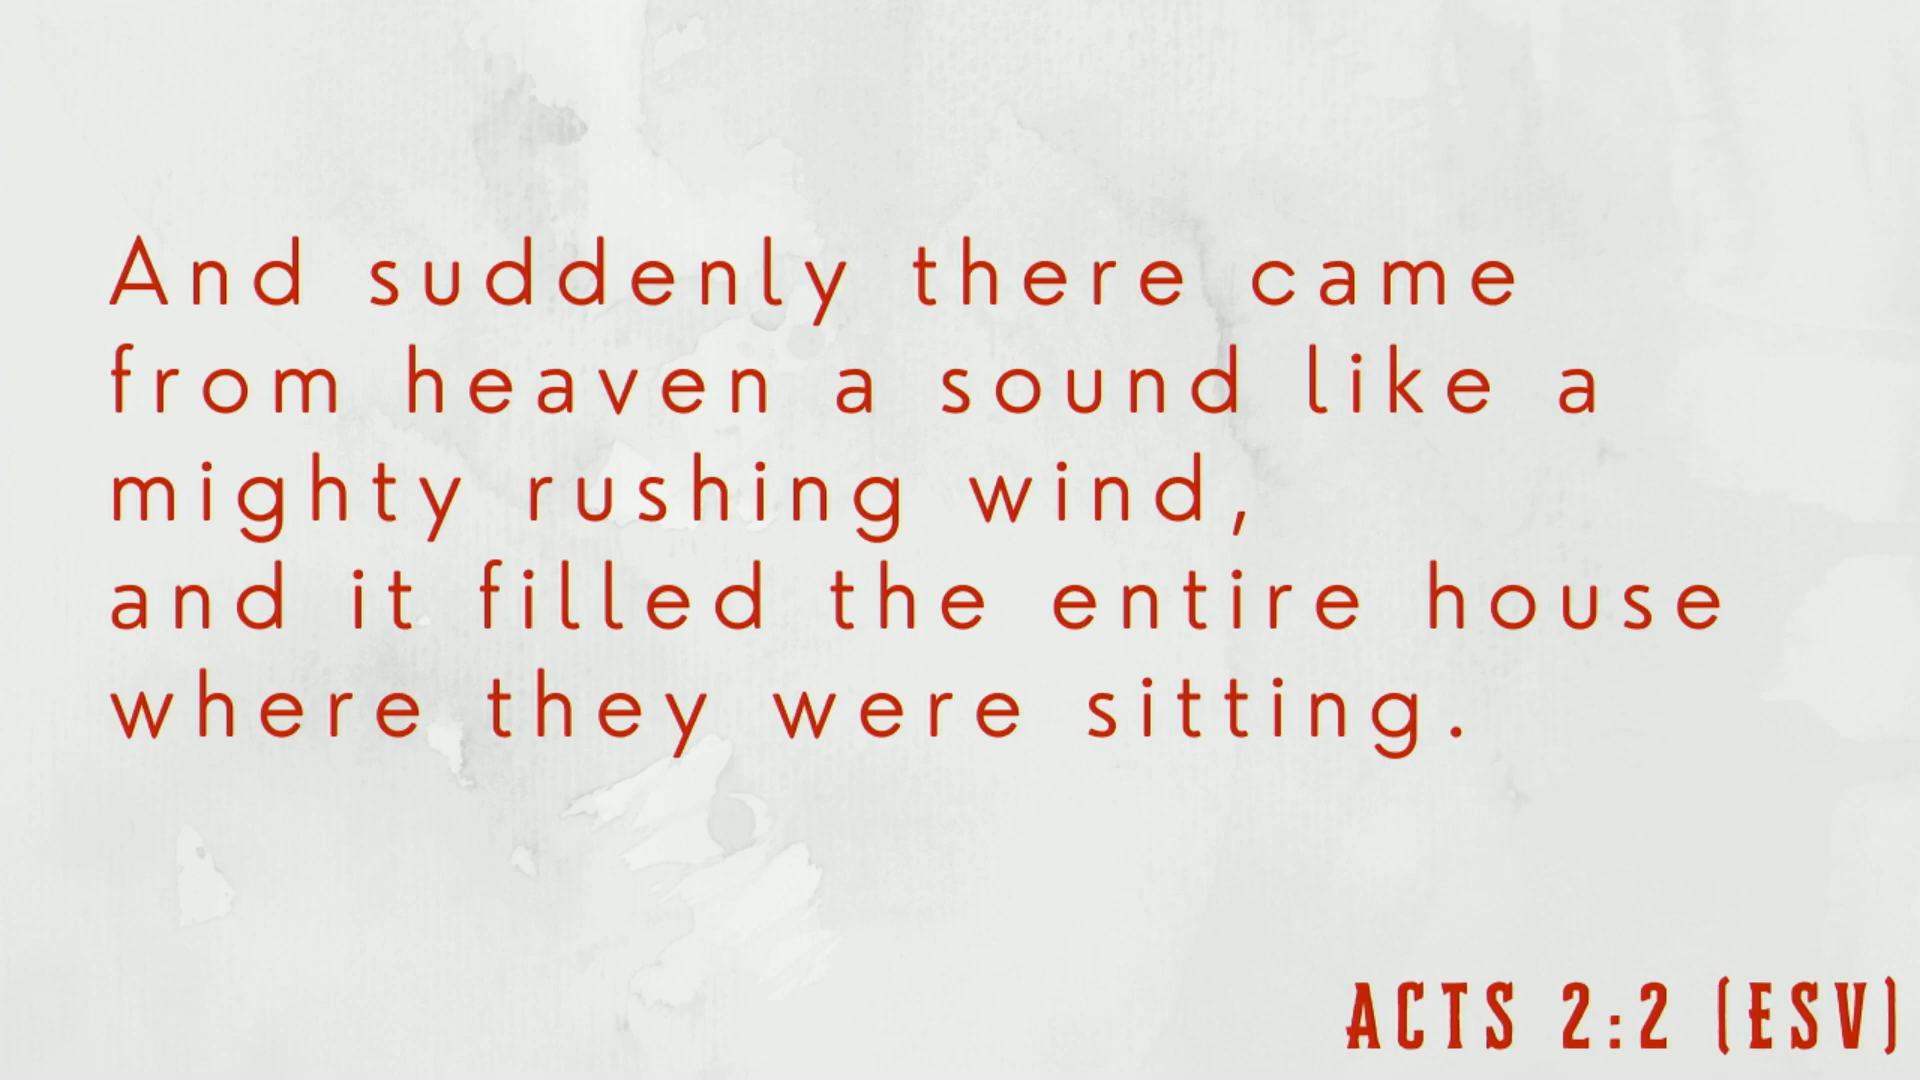 And suddenly there came
from heaven a sound like a
mighty rushing wind,
and it filled the entire house
where they were sitting.
ACTS 2:2 (ESV)